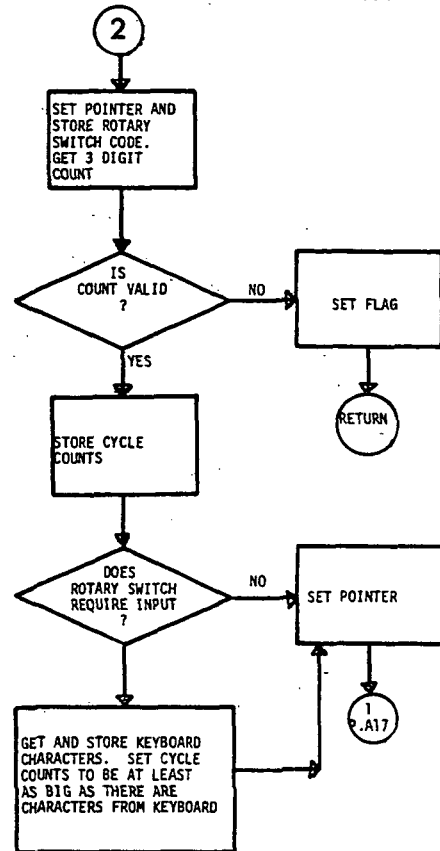 2
SET POINTER AND
STORE ROTARY
SWITCH CODE.
GET 3 DIGIT
COUNT
IS
COUNT VALID
?
NO
SET FLAG
YES
RETURN
STORE CYCLE
COUNTS
DOES
ROTARY SWITCH
REQUIRE INPUT
?
NO
SET POINTER
1
P.A17
GET AND STORE KEYBOARD
CHARACTERS. SET CYCLE
COUNTS TO BE AT LEAST
AS BIG AS THERE ARE
CHARACTERS FROM KEYBOARD